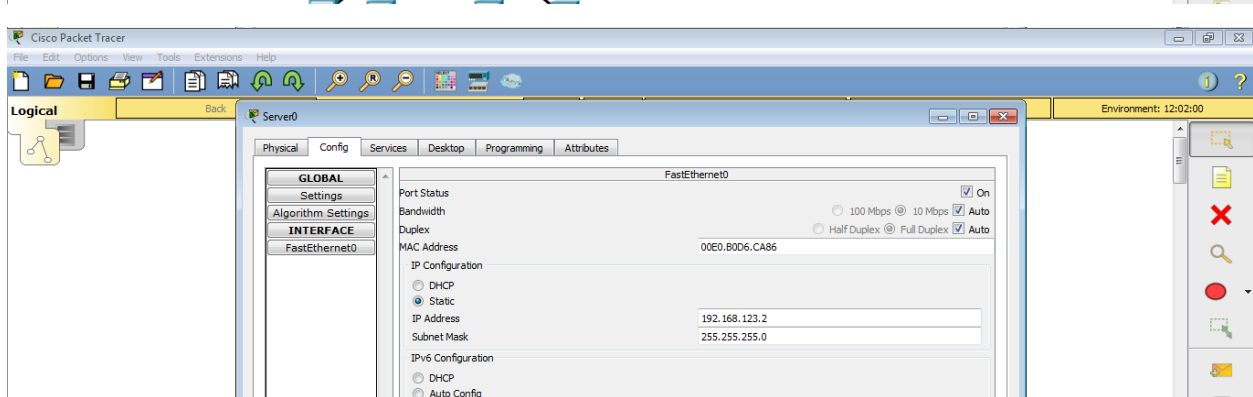 Cisco Packet Tracer
File Edit Options View Tools Extensions Help
Logical Back Environment: 12:02:00
Server0
Physical Config Services Desktop Programming Attributes
GLOBAL
Settings
Algorithm Settings
INTERFACE
FastEthernet0
FastEthernet0
Port Status On
Bandwidth 100 Mbps 10 Mbps Auto
Duplex Half Duplex Full Duplex Auto
MAC Address 00E0.B0D6.CA86
IP Configuration
DHCP
Static
IP Address 192.168.123.2
Subnet Mask 255.255.255.0
IPv6 Configuration
DHCP
Auto Config